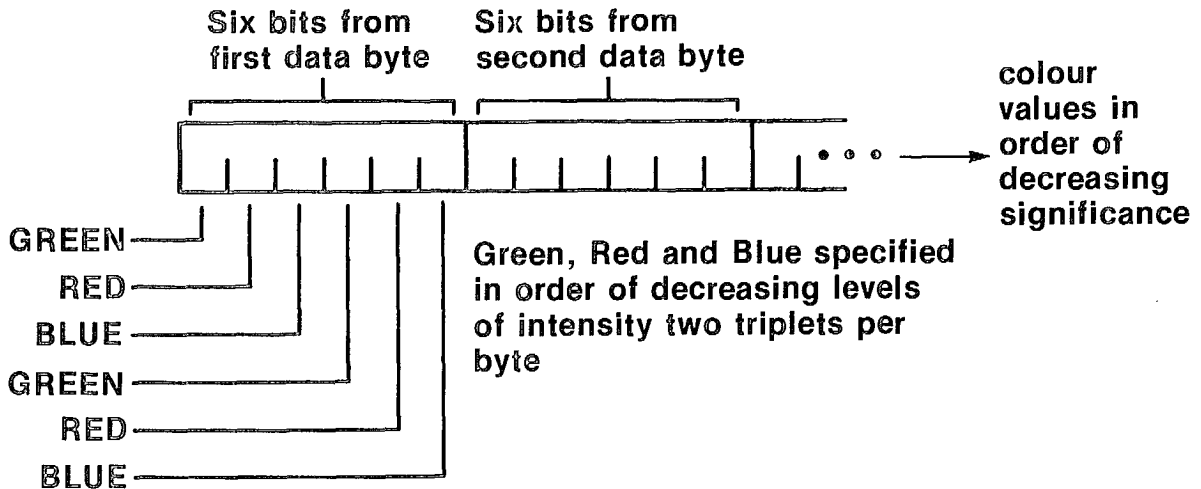 Six bits from
first data byte
Six bits from
second data byte
colour
values in
order of
decreasing
significance
GREEN
RED
BLUE
GREEN
RED
BLUE
Green, Red and Blue specified
in order of decreasing levels
of intensity two triplets per
byte